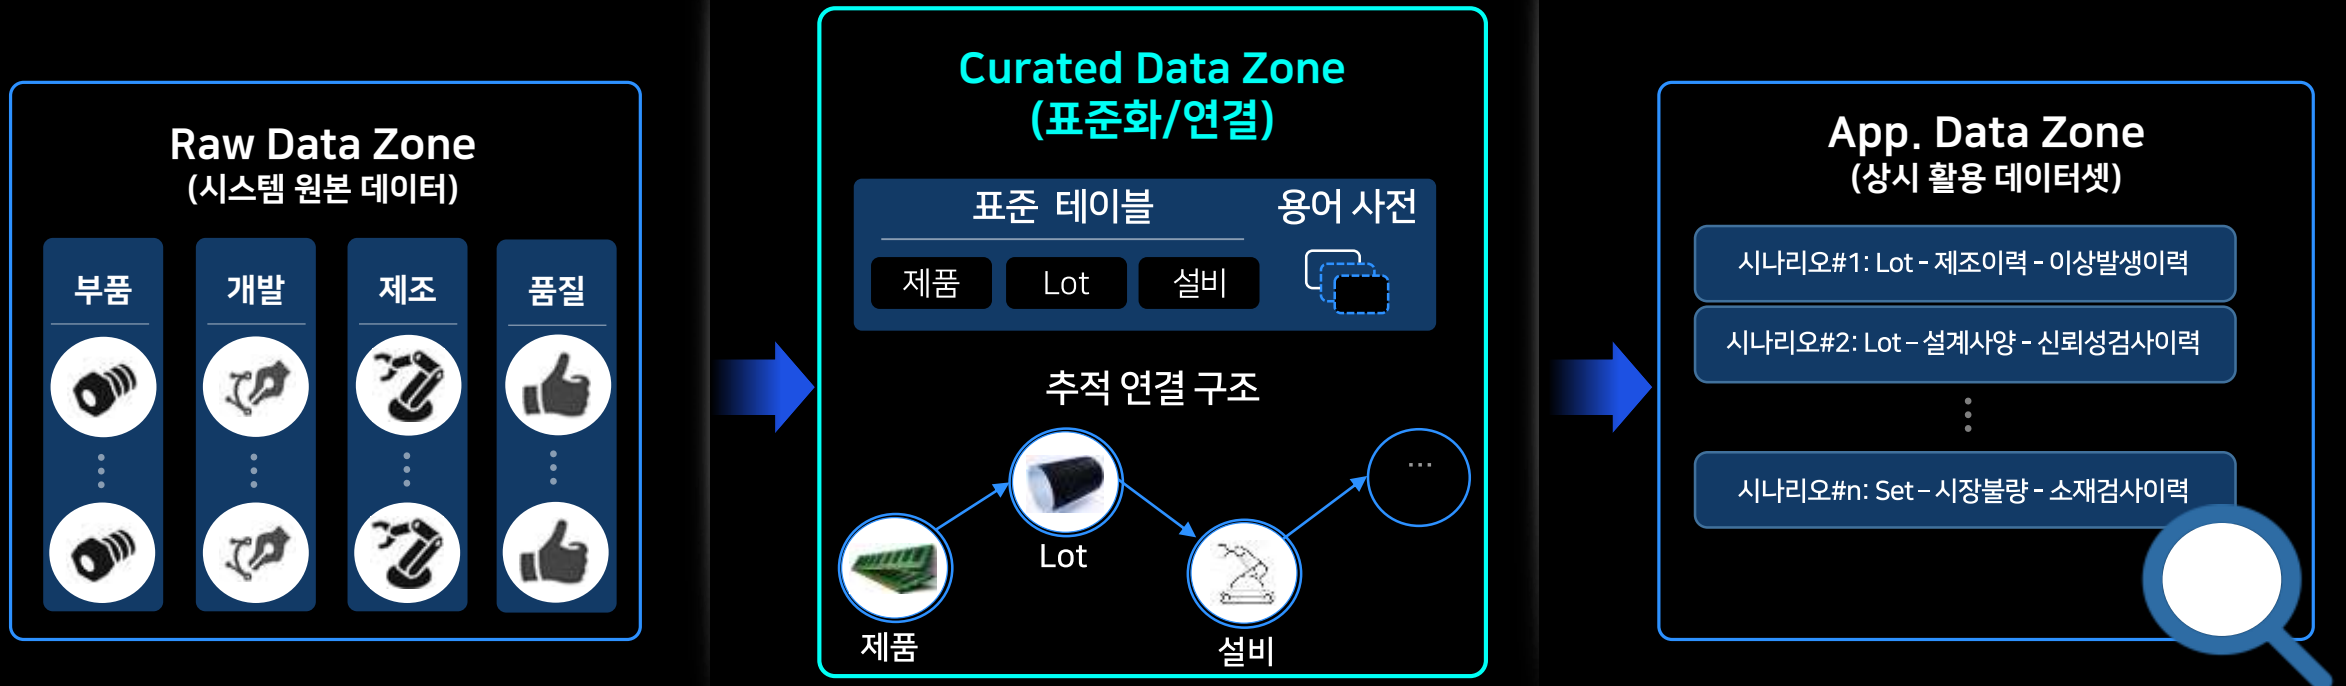 Raw Data Zone
(시스템 원본 데이터)
부품
개발
제조
품질
Curated Data Zone
(표준화/연결)
표준 테이블
용어 사전
제품
Lot
설비
추적 연결 구조
...
Lot
제품
설비
App. Data Zone
(상시 활용 데이터셋)
시나리오#1: Lot - 제조이력 - 이상발생이력
시나리오#2: Lot – 설계사양 - 신뢰성검사이력
시나리오#n: Set – 시장불량 - 소재검사이력